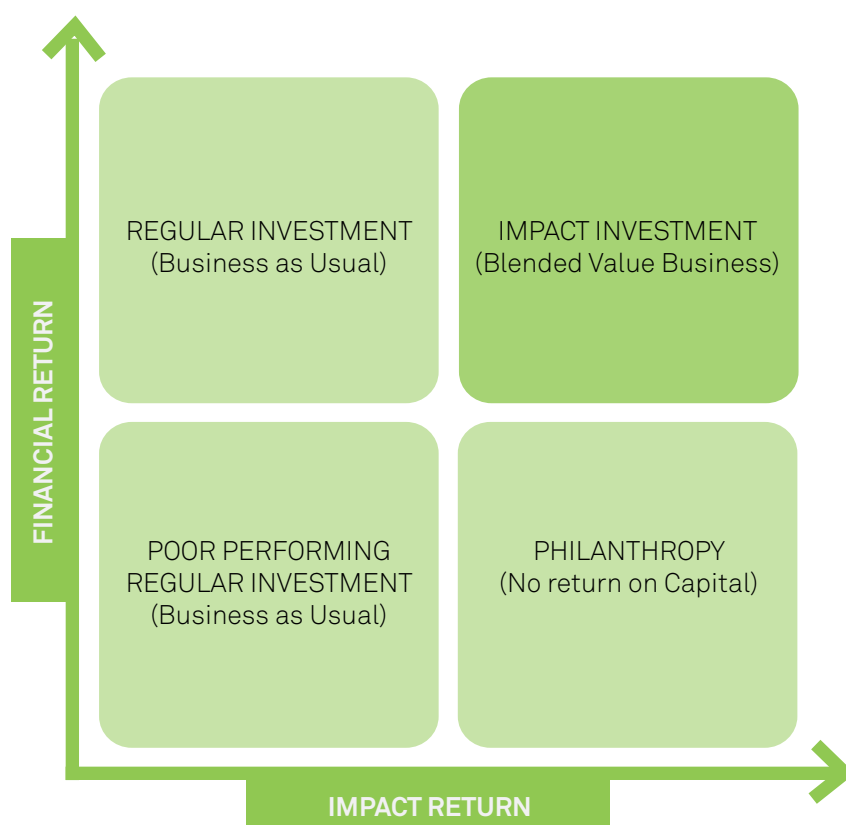 REGULAR INVESTMENT
(Business as Usual)
IMPACT INVESTMENT
(Blended Value Business)
FINANCIAL RETURN
POOR PERFORMING
REGULAR INVESTMENT
(Business as Usual)
PHILANTHROPY
(No return on Capital)
IMPACT RETURN